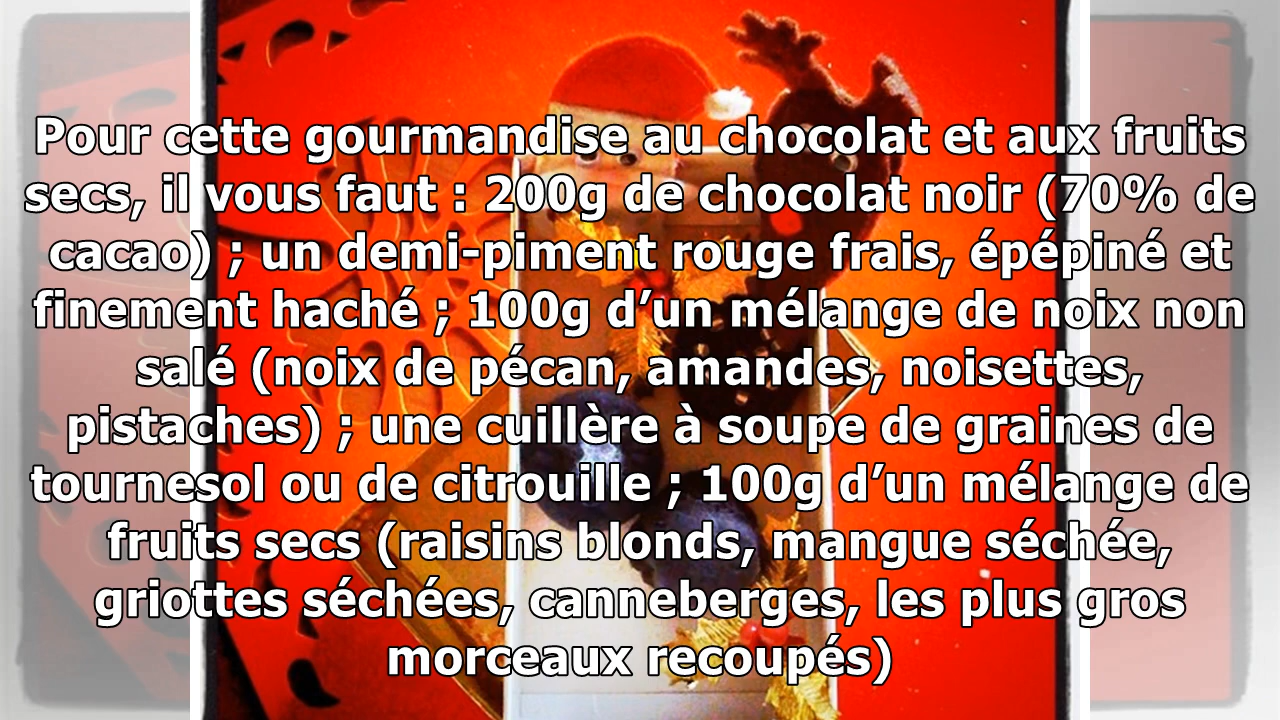 Pour cette gourmandise au chocolat et aux fruits
secs, il vous faut : 200g de chocolat noir (70% de
cacao) ; un demi-piment rouge frais, épépiné et
finement haché ; 100g d’un mélange de noix non
salé (noix de pécan, amandes, noisettes,
pistaches) ; une cuillère à soupe de graines de
tournesol ou de citrouille ; 100g d’un mélange de
fruits secs (raisins blonds, mangue séchée,
griottes séchées, canneberges, les plus gros
morceaux recoupés)